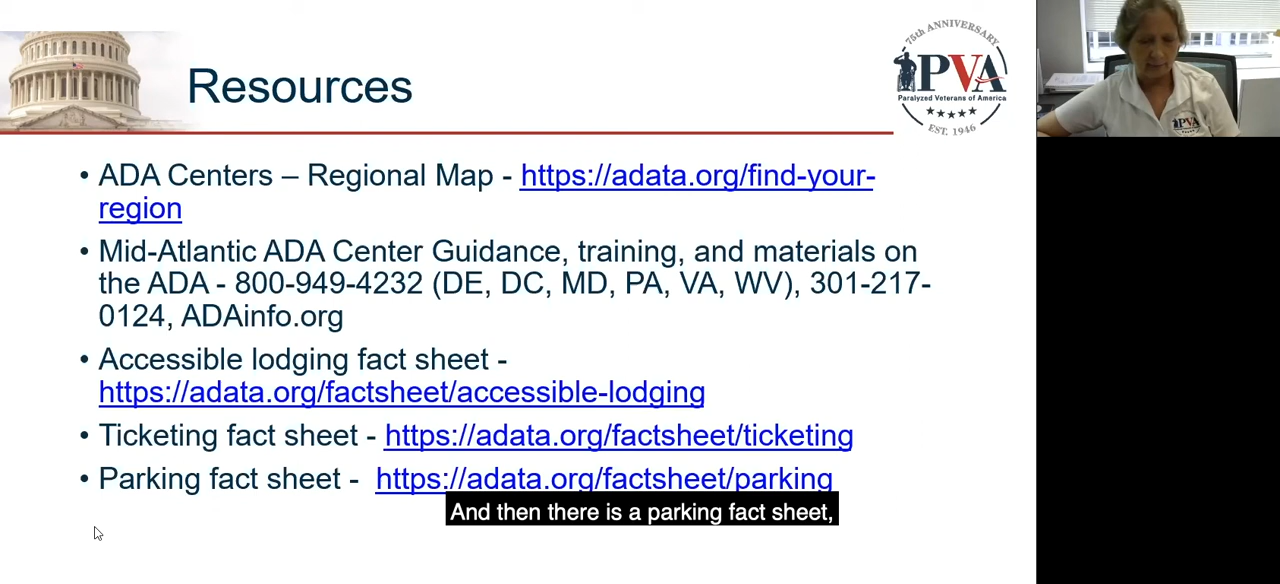 Resources
75th ANNIVERSARY
PVA
Paralyzed Veterans of America
EST. 1946
• ADA Centers – Regional Map - https://adata.org/find-your-
region
• Mid-Atlantic ADA Center Guidance, training, and materials on
the ADA - 800-949-4232 (DE, DC, MD, PA, VA, WV), 301-217-
0124, ADAinfo.org
• Accessible lodging fact sheet -
https://adata.org/factsheet/accessible-lodging
• Ticketing fact sheet - https://adata.org/factsheet/ticketing
• Parking fact sheet - https://adata.org/factsheet/parking
And then there is a parking fact sheet,
PVA